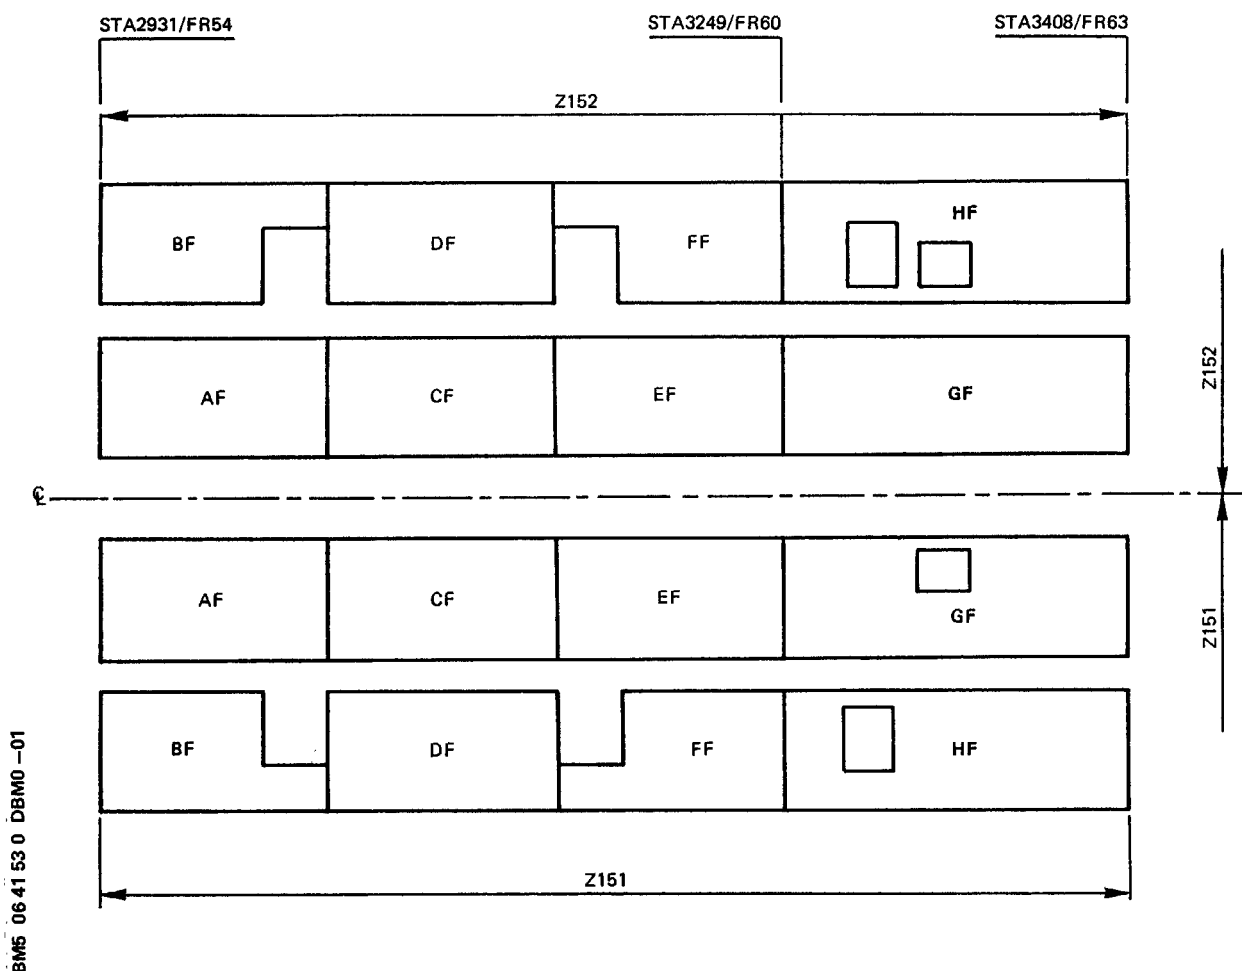 STA2931/FR54
STA3249/FR60
STA3408/FR63
Z152
BF
DF
FF
HF
AF
CF
EF
GF
Z152
℄
AF
CF
EF
GF
Z151
BF
DF
FF
HF
Z151
BM5 06 41 53 0 DBM0 –01